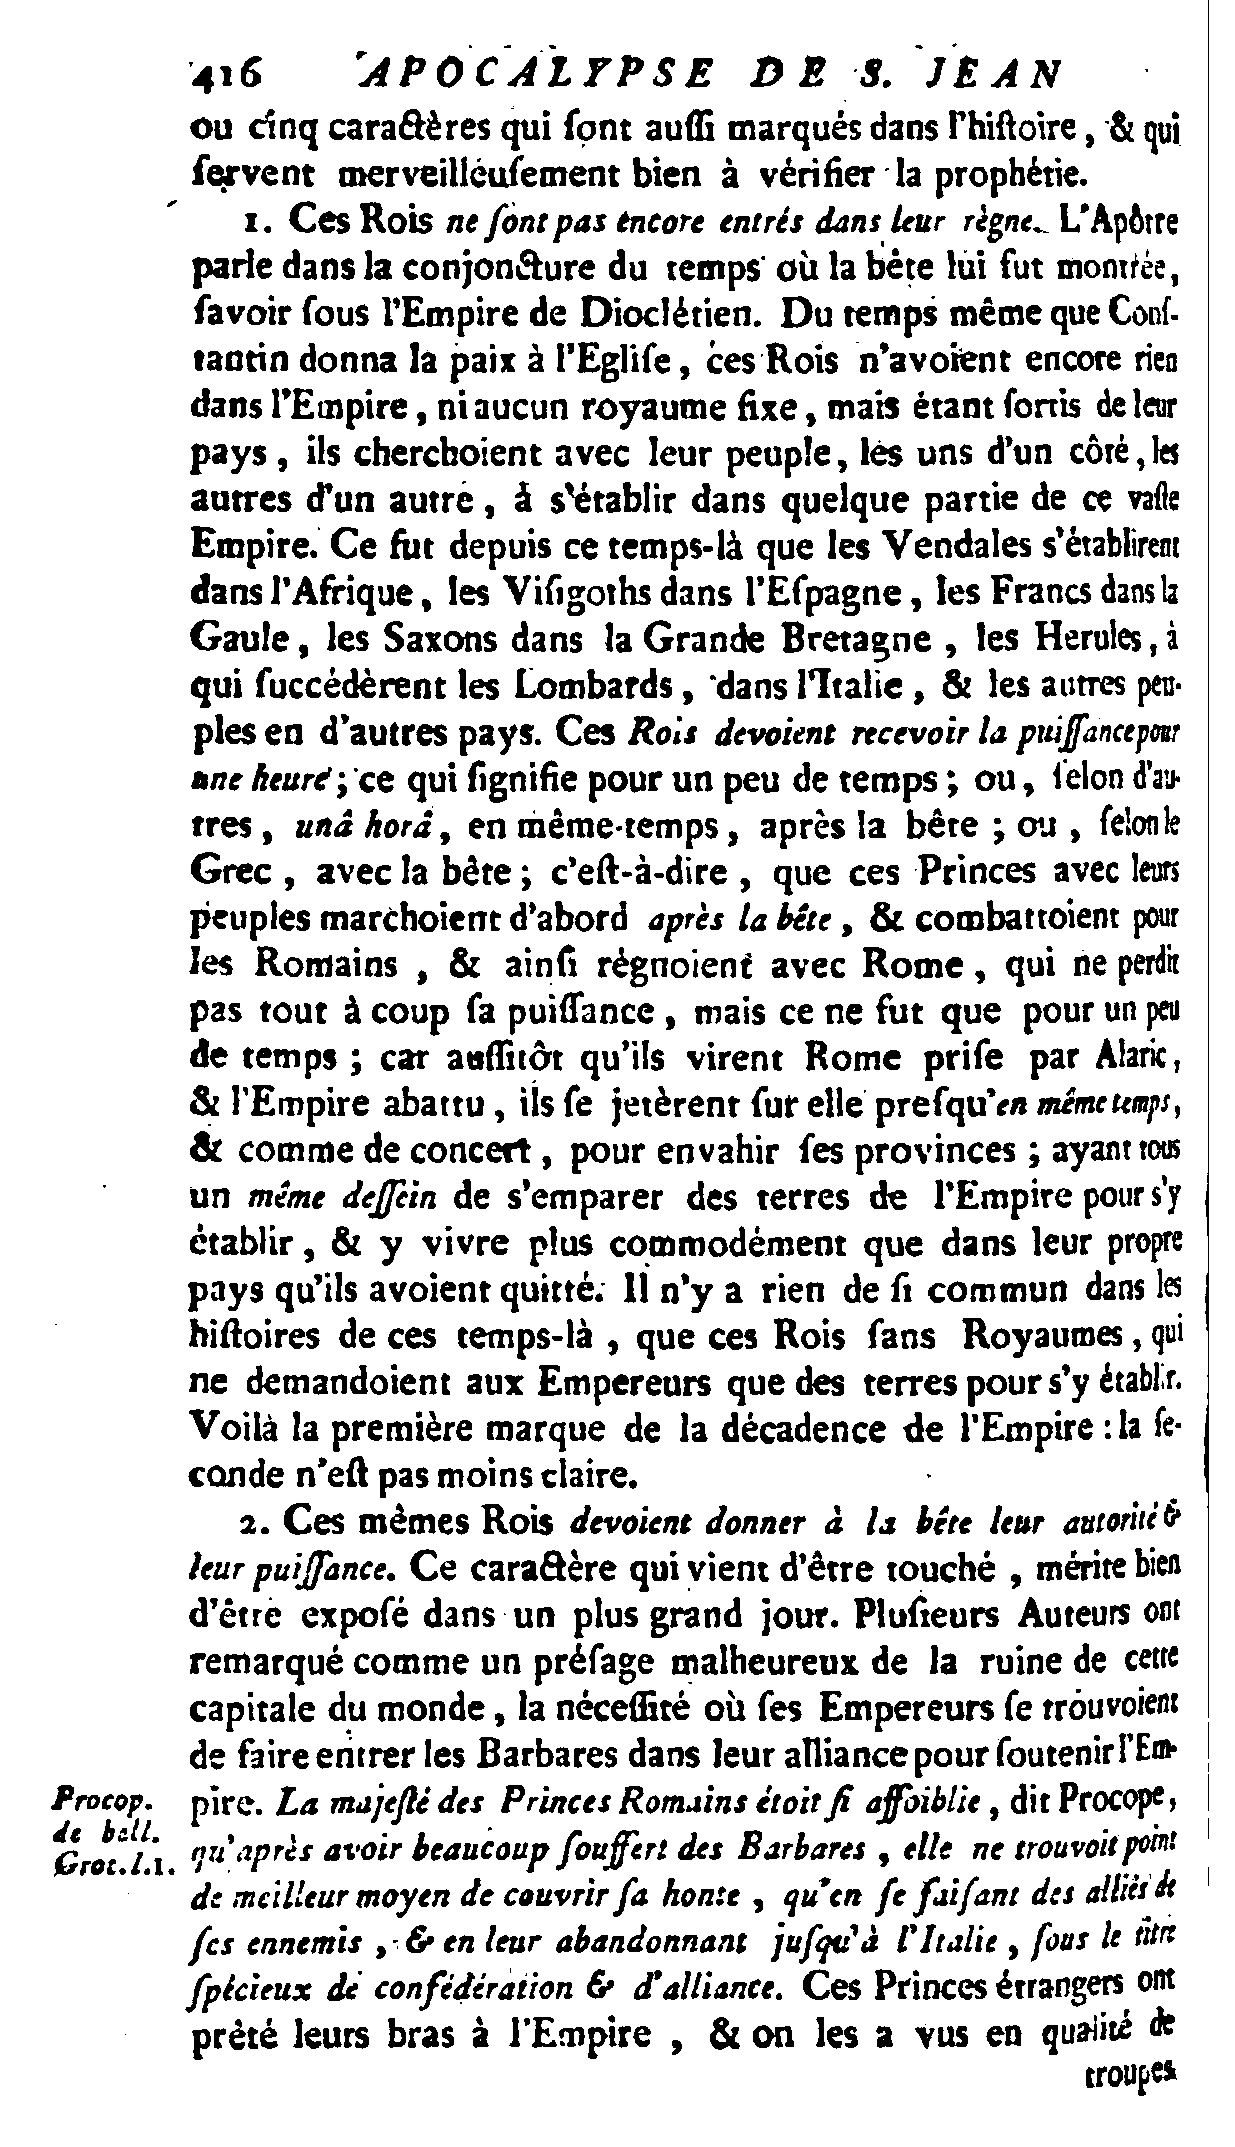 416 APOCALYPSE DE S. JEAN
ou cinq caractères qui ſont auſſi marqués dans l'hiſtoire, & qui
ſervent merveilleuſement bien à vérifier la prophétie.
1. Ces Rois ne ſont pas encore entrés dans leur règne. L'Apôtre
parle dans la conjoncture du temps où la bête lui fut montrée,
ſavoir ſous l'Empire de Dioclétien. Du temps même que Conſ-
tantin donna la paix à l'Egliſe, ces Rois n'avoient encore rien
dans l'Empire, ni aucun royaume fixe, mais étant ſortis de leur
pays, ils cherchoient avec leur peuple, les uns d'un côté, les
autres d'un autre, à s'établir dans quelque partie de ce vaſte
Empire. Ce fut depuis ce temps-là que les Vendales s'établirent
dans l'Afrique, les Viſigoths dans l'Eſpagne, les Francs dans la
Gaule, les Saxons dans la Grande Bretagne, les Herules, à
qui ſuccédèrent les Lombards, dans l'Italie, & les autres peu-
ples en d'autres pays. Ces Rois devoient recevoir la puiſſance pour
une heure; ce qui ſignifie pour un peu de temps; ou, ſelon d'au-
tres, unâ horâ, en même-temps, après la bête; ou, ſelon le
Grec, avec la bête; c'eſt-à-dire, que ces Princes avec leurs
peuples marchoient d'abord après la bête, & combattoient pour
les Romains, & ainſi régnoient avec Rome, qui ne perdit
pas tout à coup ſa puiſſance, mais ce ne fut que pour un peu
de temps; car auſſitôt qu'ils virent Rome priſe par Alaric,
& l'Empire abattu, ils ſe jetèrent ſur elle preſqu'en même temps,
& comme de concert, pour envahir ſes provinces; ayant tous
un même deſſein de s'emparer des terres de l'Empire pour s'y
établir, & y vivre plus commodément que dans leur propre
pays qu'ils avoient quitté. Il n'y a rien de ſi commun dans les
hiſtoires de ces temps-là, que ces Rois ſans Royaumes, qui
ne demandoient aux Empereurs que des terres pour s'y établir.
Voilà la première marque de la décadence de l'Empire: la ſe-
conde n'eſt pas moins claire.
2. Ces mêmes Rois devoient donner à la bête leur autorité &
leur puiſſance. Ce caractère qui vient d'être touché, mérite bien
d'être expoſé dans un plus grand jour. Pluſieurs Auteurs ont
remarqué comme un préſage malheureux de la ruine de cette
capitale du monde, la néceſſité où ſes Empereurs ſe trouvoient
de faire entrer les Barbares dans leur alliance pour ſoutenir l'Em-
pire. La majeſté des Princes Romains étoit ſi affoiblie, dit Procope,
qu'après avoir beaucoup ſouffert des Barbares, elle ne trouvoit point
de meilleur moyen de couvrir ſa honte, qu'en ſe faiſant des alliés de
ſes ennemis, & en leur abandonnant juſqu'à l'Italie, ſous le titre
ſpécieux de confédération & d'alliance. Ces Princes étrangers ont
prêté leurs bras à l'Empire, & on les a vus en qualité de
troupes
Procop.
de bell.
Grot. l. 1.